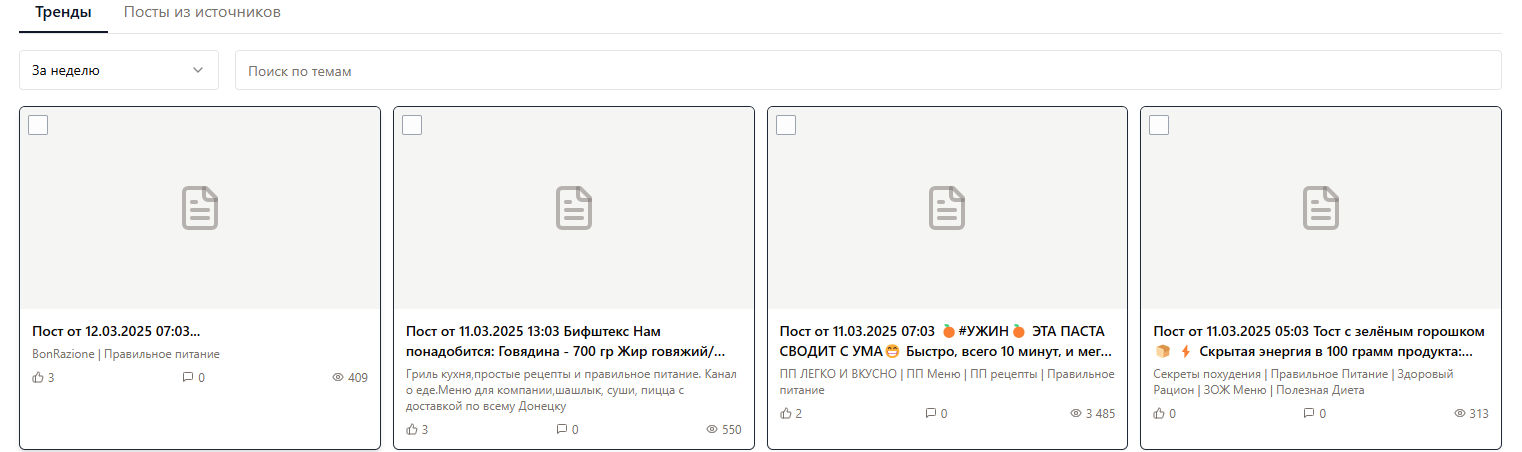 Тренды Посты из источников
За неделю
Поиск по темам
Пост от 12.03.2025 07:03...
BonRazione | Правильное питание
3 0 409
Пост от 11.03.2025 13:03 Бифштекс Нам
понадобится: Говядина - 700 гр Жир говяжий/...
Гриль кухня,простые рецепты и правильное питание. Канал
о еде.Меню для компании,шашлык, суши, пицца с
доставкой по всему Донецку
3 0 550
Пост от 11.03.2025 07:03 🍊#УЖИН🍊 ЭТА ПАСТА
СВОДИТ С УМА😁 Быстро, всего 10 минут, и мег...
ПП ЛЕГКО И ВКУСНО | ПП Меню | ПП рецепты | Правильное
питание
2 0 3 485
Пост от 11.03.2025 05:03 Тост с зелёным горошком
🍞 ⚡ Скрытая энергия в 100 грамм продукта:...
Секреты похудения | Правильное Питание | Здоровый
Рацион | ЗОЖ Меню | Полезная Диета
0 0 313